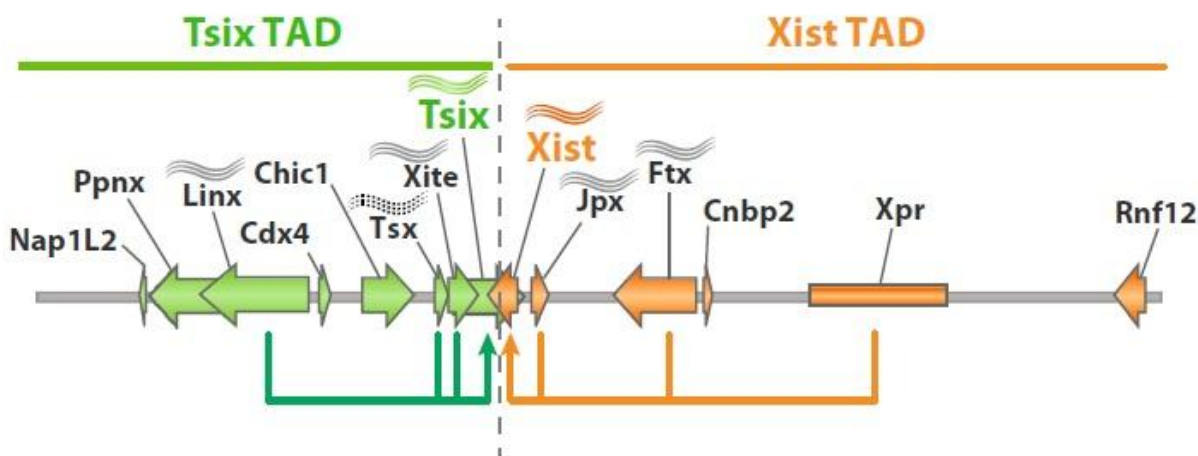 Tsix TAD
Xist TAD
Tsix
Xist
Ppnx
Linx
Chic1
Xite
Ftx
Nap1L2
Cdx4
Tsx
Jpx
Cnbp2
Xpr
Rnf12